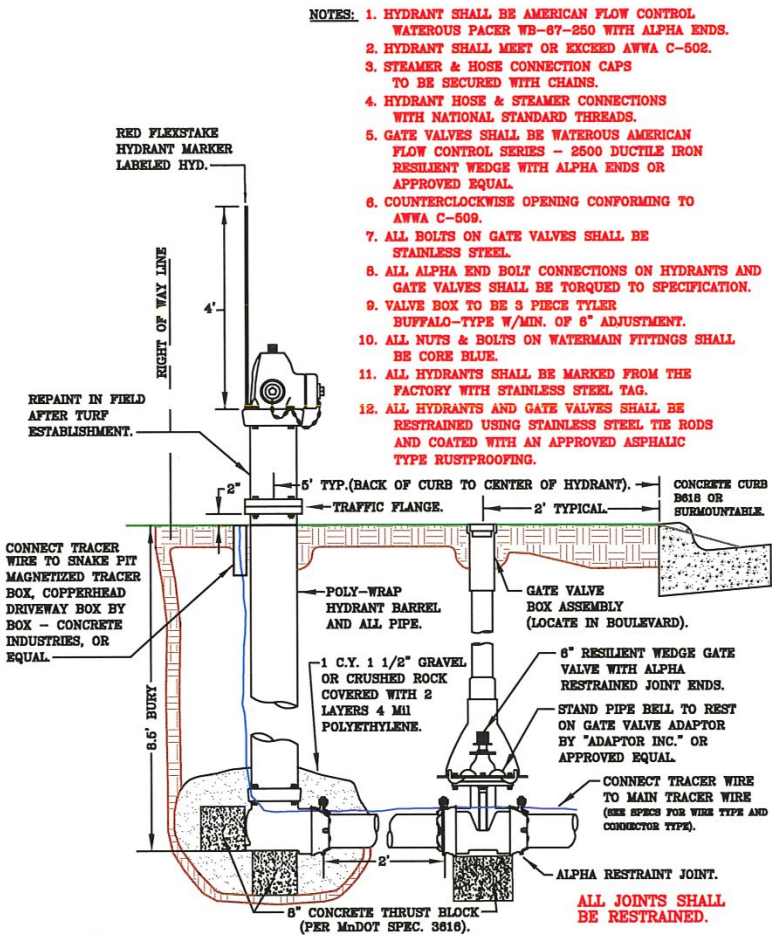 NOTES: 1. HYDRANT SHALL BE AMERICAN FLOW CONTROL
WATEROUS PACER WB-67-250 WITH ALPHA ENDS.
2. HYDRANT SHALL MEET OR EXCEED AWWA C-502.
3. STEAMER & HOSE CONNECTION CAPS
TO BE SECURED WITH CHAINS.
4. HYDRANT HOSE & STEAMER CONNECTIONS
WITH NATIONAL STANDARD THREADS.
5. GATE VALVES SHALL BE WATEROUS AMERICAN
FLOW CONTROL SERIES - 2500 DUCTILE IRON
RESILIENT WEDGE WITH ALPHA ENDS OR
APPROVED EQUAL
6. COUNTERCLOCKWISE OPENING CONFORMING TO
AWWA C-509.
7. ALL BOLTS ON GATE VALVES SHALL BE
STAINLESS STEEL.
8. ALL ALPHA END BOLT CONNECTIONS ON HYDRANTS AND
GATE VALVES SHALL BE TORQUED TO SPECIFICATION.
9. VALVE BOX TO BE 3 PIECE TYLER
BUFFALO-TYPE W/MIN. OF 6" ADJUSTMENT.
10. ALL NUTS & BOLTS ON WATERMAIN FITTINGS SHALL
BE CORE BLUE.
11. ALL HYDRANTS SHALL BE MARKED FROM THE
FACTORY WITH STAINLESS STEEL TAG.
12. ALL HYDRANTS AND GATE VALVES SHALL BE
RESTRAINED USING STAINLESS STEEL TIE RODS
AND COATED WITH AN APPROVED ASPHALIC
TYPE RUSTPROOFING.
RED FLEXSTAKE
HYDRANT MARKER
LABELED HYD.
RIGHT OF WAY LINE
4'
REPAINT IN FIELD
AFTER TURF
ESTABLISHMENT.
2"
5' TYP.(BACK OF CURB TO CENTER OF HYDRANT).
TRAFFIC FLANGE.
2' TYPICAL
CONCRETE CURB
B618 OR
SURMOUNTABLE.
CONNECT TRACER
WIRE TO SNAKE PIT
MAGNETIZED TRACER
BOX, COPPERHEAD
DRIVEWAY BOX BY
BOX - CONCRETE
INDUSTRIES, OR
EQUAL
8.5' BURY
POLY-WRAP
HYDRANT BARREL
AND ALL PIPE.
GATE VALVE
BOX ASSEMBLY
(LOCATE IN BOULEVARD).
1 C.Y. 1 1/2" GRAVEL
OR CRUSHED ROCK
COVERED WITH 2
LAYERS 4 Mil
POLYETHYLENE.
6" RESILIENT WEDGE GATE
VALVE WITH ALPHA
RESTRAINED JOINT ENDS.
STAND PIPE BELL TO REST
ON GATE VALVE ADAPTOR
BY "ADAPTOR INC." OR
APPROVED EQUAL
CONNECT TRACER WIRE
TO MAIN TRACER WIRE
(SEE SPECS FOR WIRE TYPE AND
CONNECTOR TYPE).
2'
ALPHA RESTRAINT JOINT.
8" CONCRETE THRUST BLOCK
(PER MnDOT SPEC. 3616).
ALL JOINTS SHALL
BE RESTRAINED.